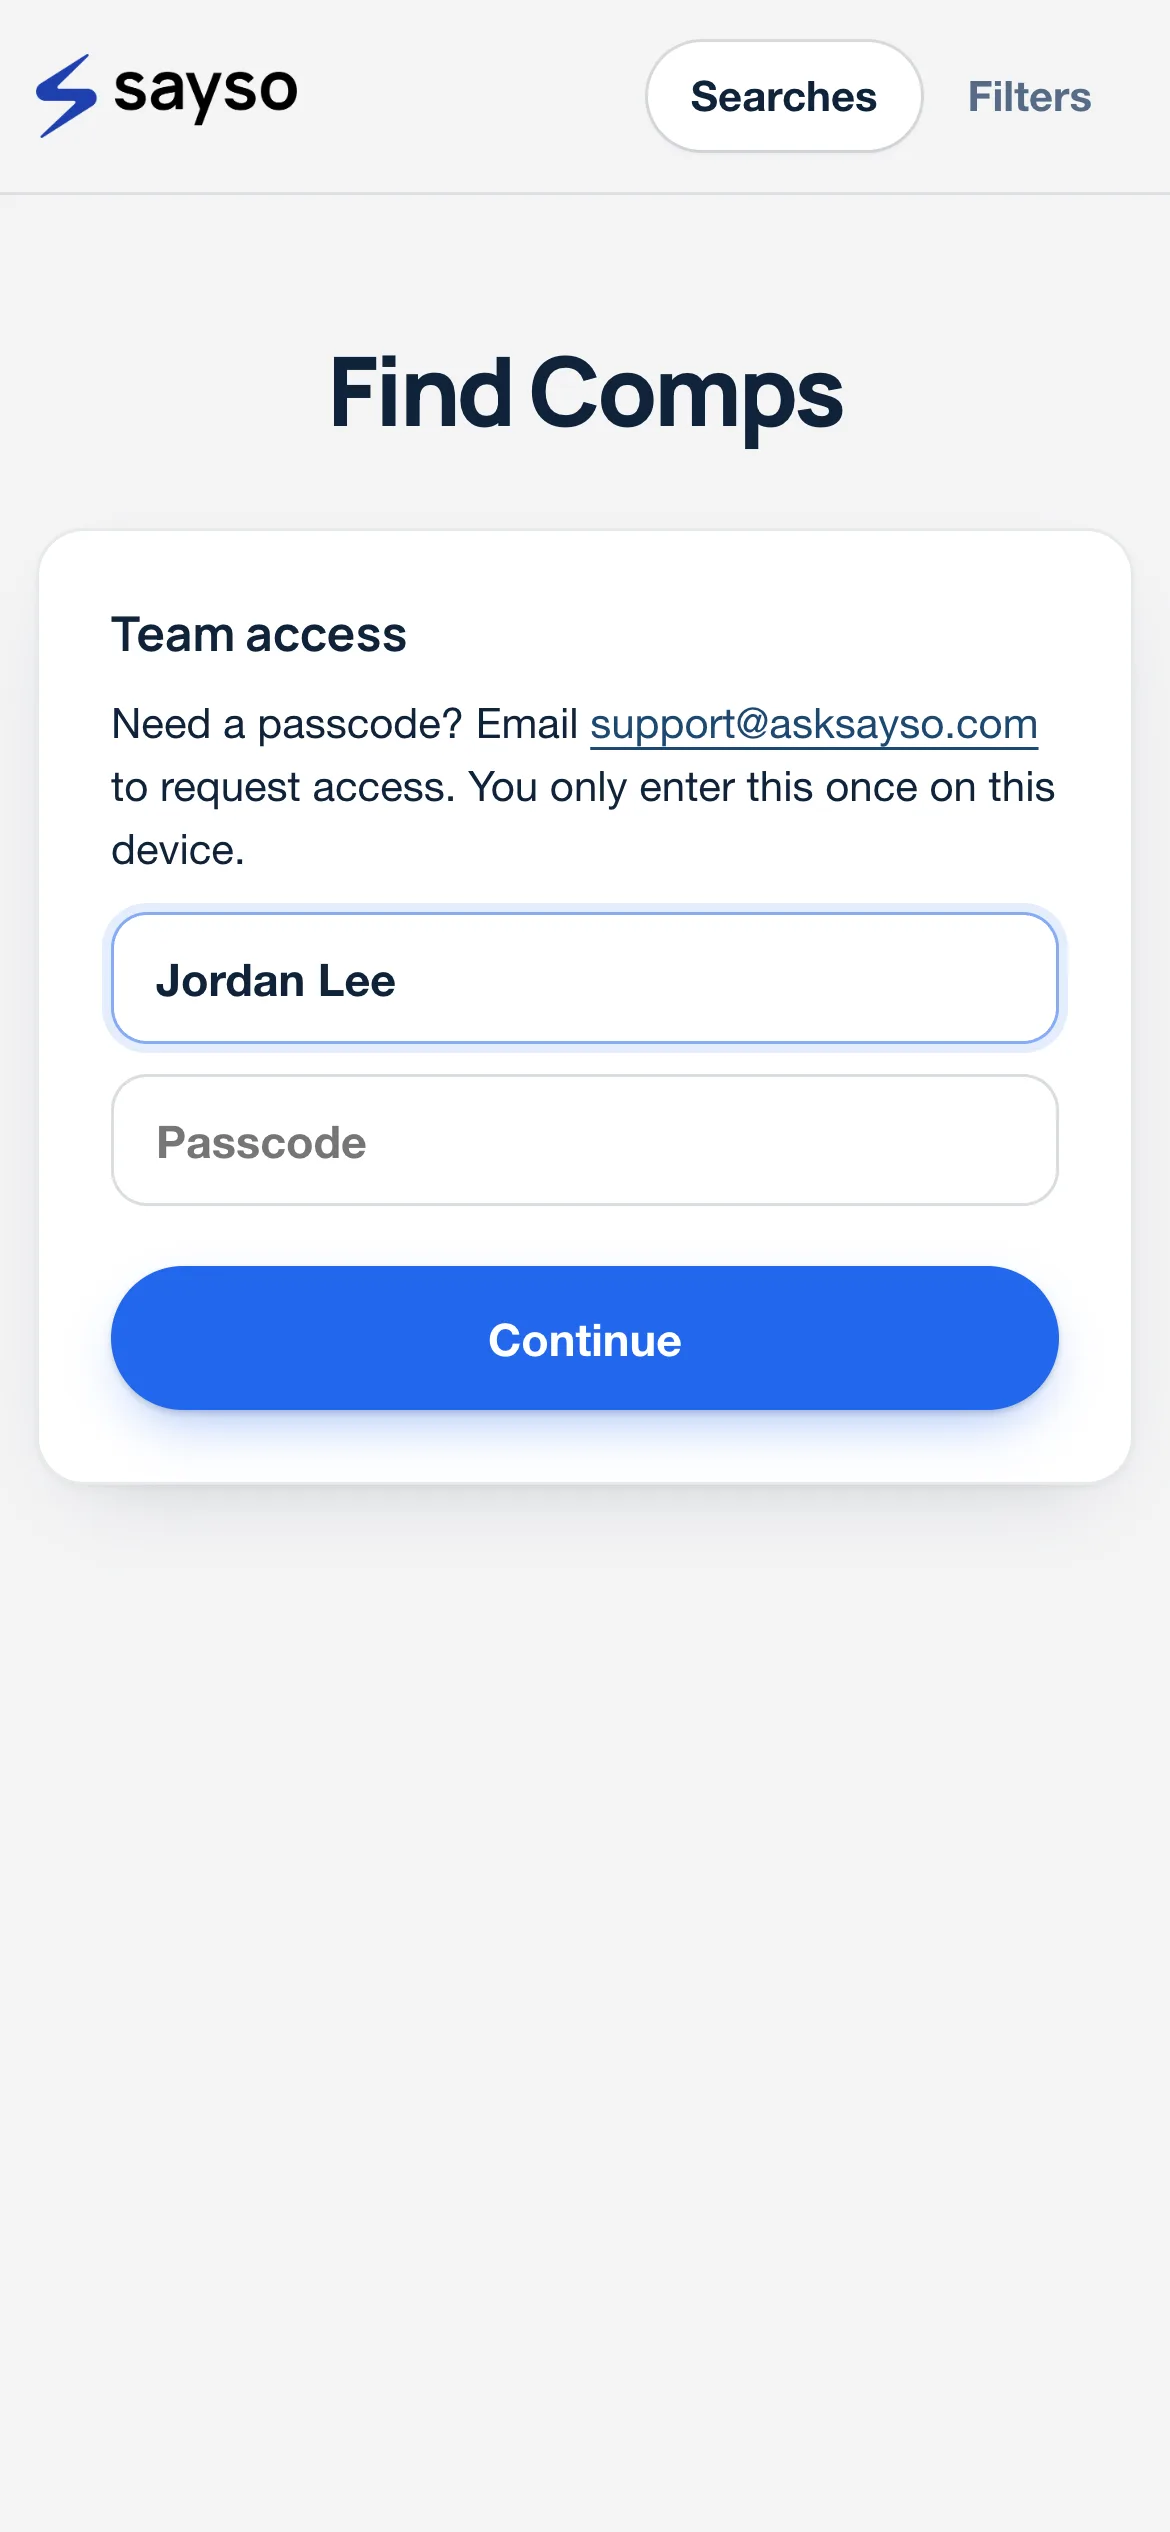 sayso
Searches
Filters
Find Comps
Team access
Need a passcode? Email support@asksayso.com
to request access. You only enter this once on this
device.
Jordan Lee
Passcode
Continue